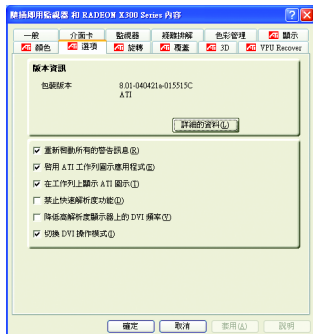 隨插即用監視器 和 RADEON X300 Series 內容
一般 介面卡 監視器 疑難排解 色彩管理 顯示
顏色 選項 旋轉 覆蓋 3D VPU Recover
版本資訊
包裝版本 8.01-040421a-015515C
ATI
詳細的資料(L)
重新啓動所有的警告訊息(R)
啓用 ATI 工作列圖示應用程式(E)
在工作列上顯示 ATI 圖示(T)
禁止快速解析度功能(D)
降低高解析度顯示器上的 DVI 頻率(V)
切換 DVI 操作模式(I)
確定 取消 套用(A) 說明